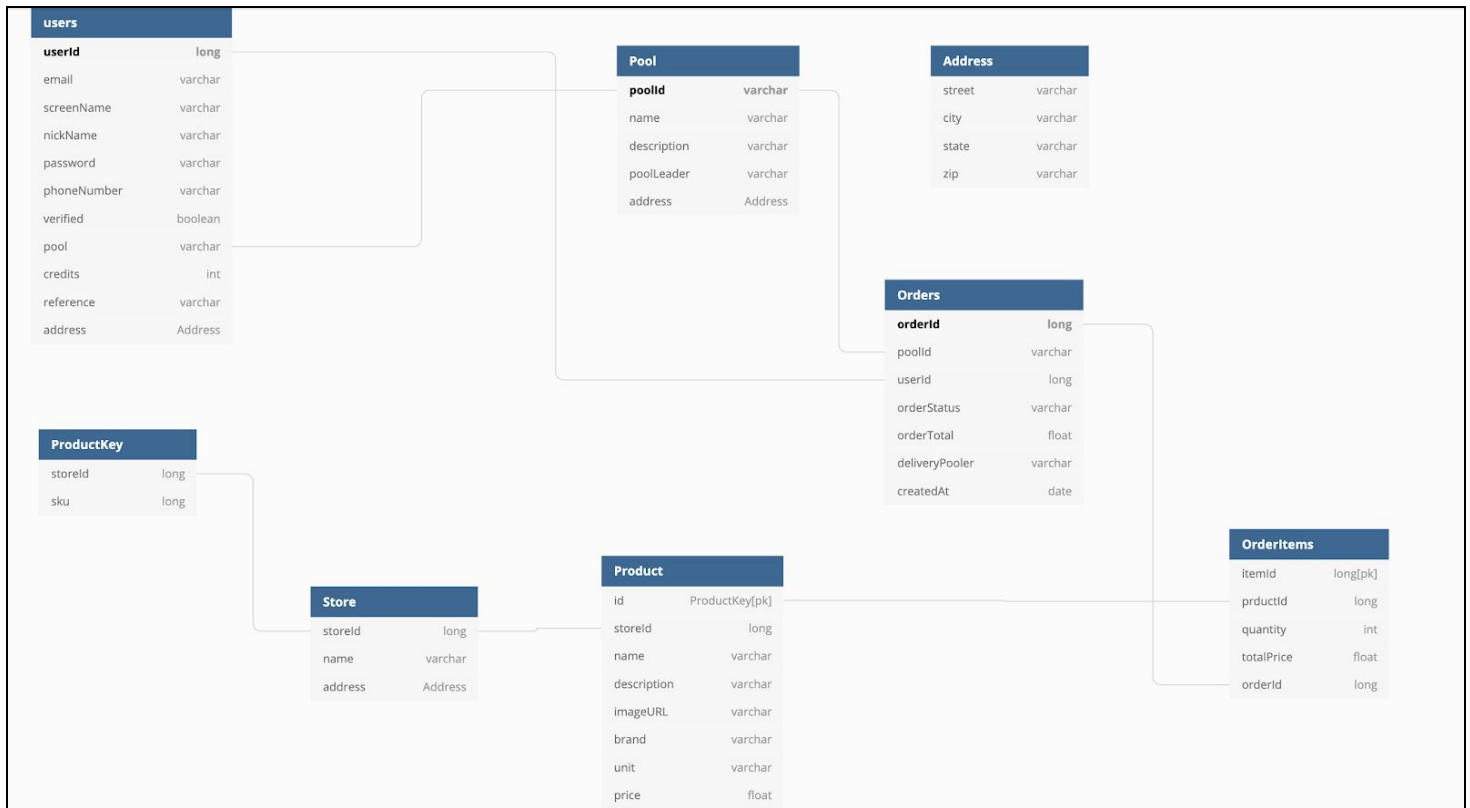 users
userId long
email varchar
screenName varchar
nickName varchar
password varchar
phoneNumber varchar
verified boolean
pool varchar
credits int
reference varchar
address Address
Pool
poolId varchar
name varchar
description varchar
poolLeader varchar
address Address
Address
street varchar
city varchar
state varchar
zip varchar
Orders
orderId long
poolId varchar
userId long
orderStatus varchar
orderTotal float
deliveryPooler varchar
createdAt date
ProductKey
storeId long
sku long
Store
storeId long
name varchar
address Address
Product
id ProductKey[pk]
storeId long
name varchar
description varchar
imageURL varchar
brand varchar
unit varchar
price float
OrderItems
itemId long[pk]
prductId long
quantity int
totalPrice float
orderId long